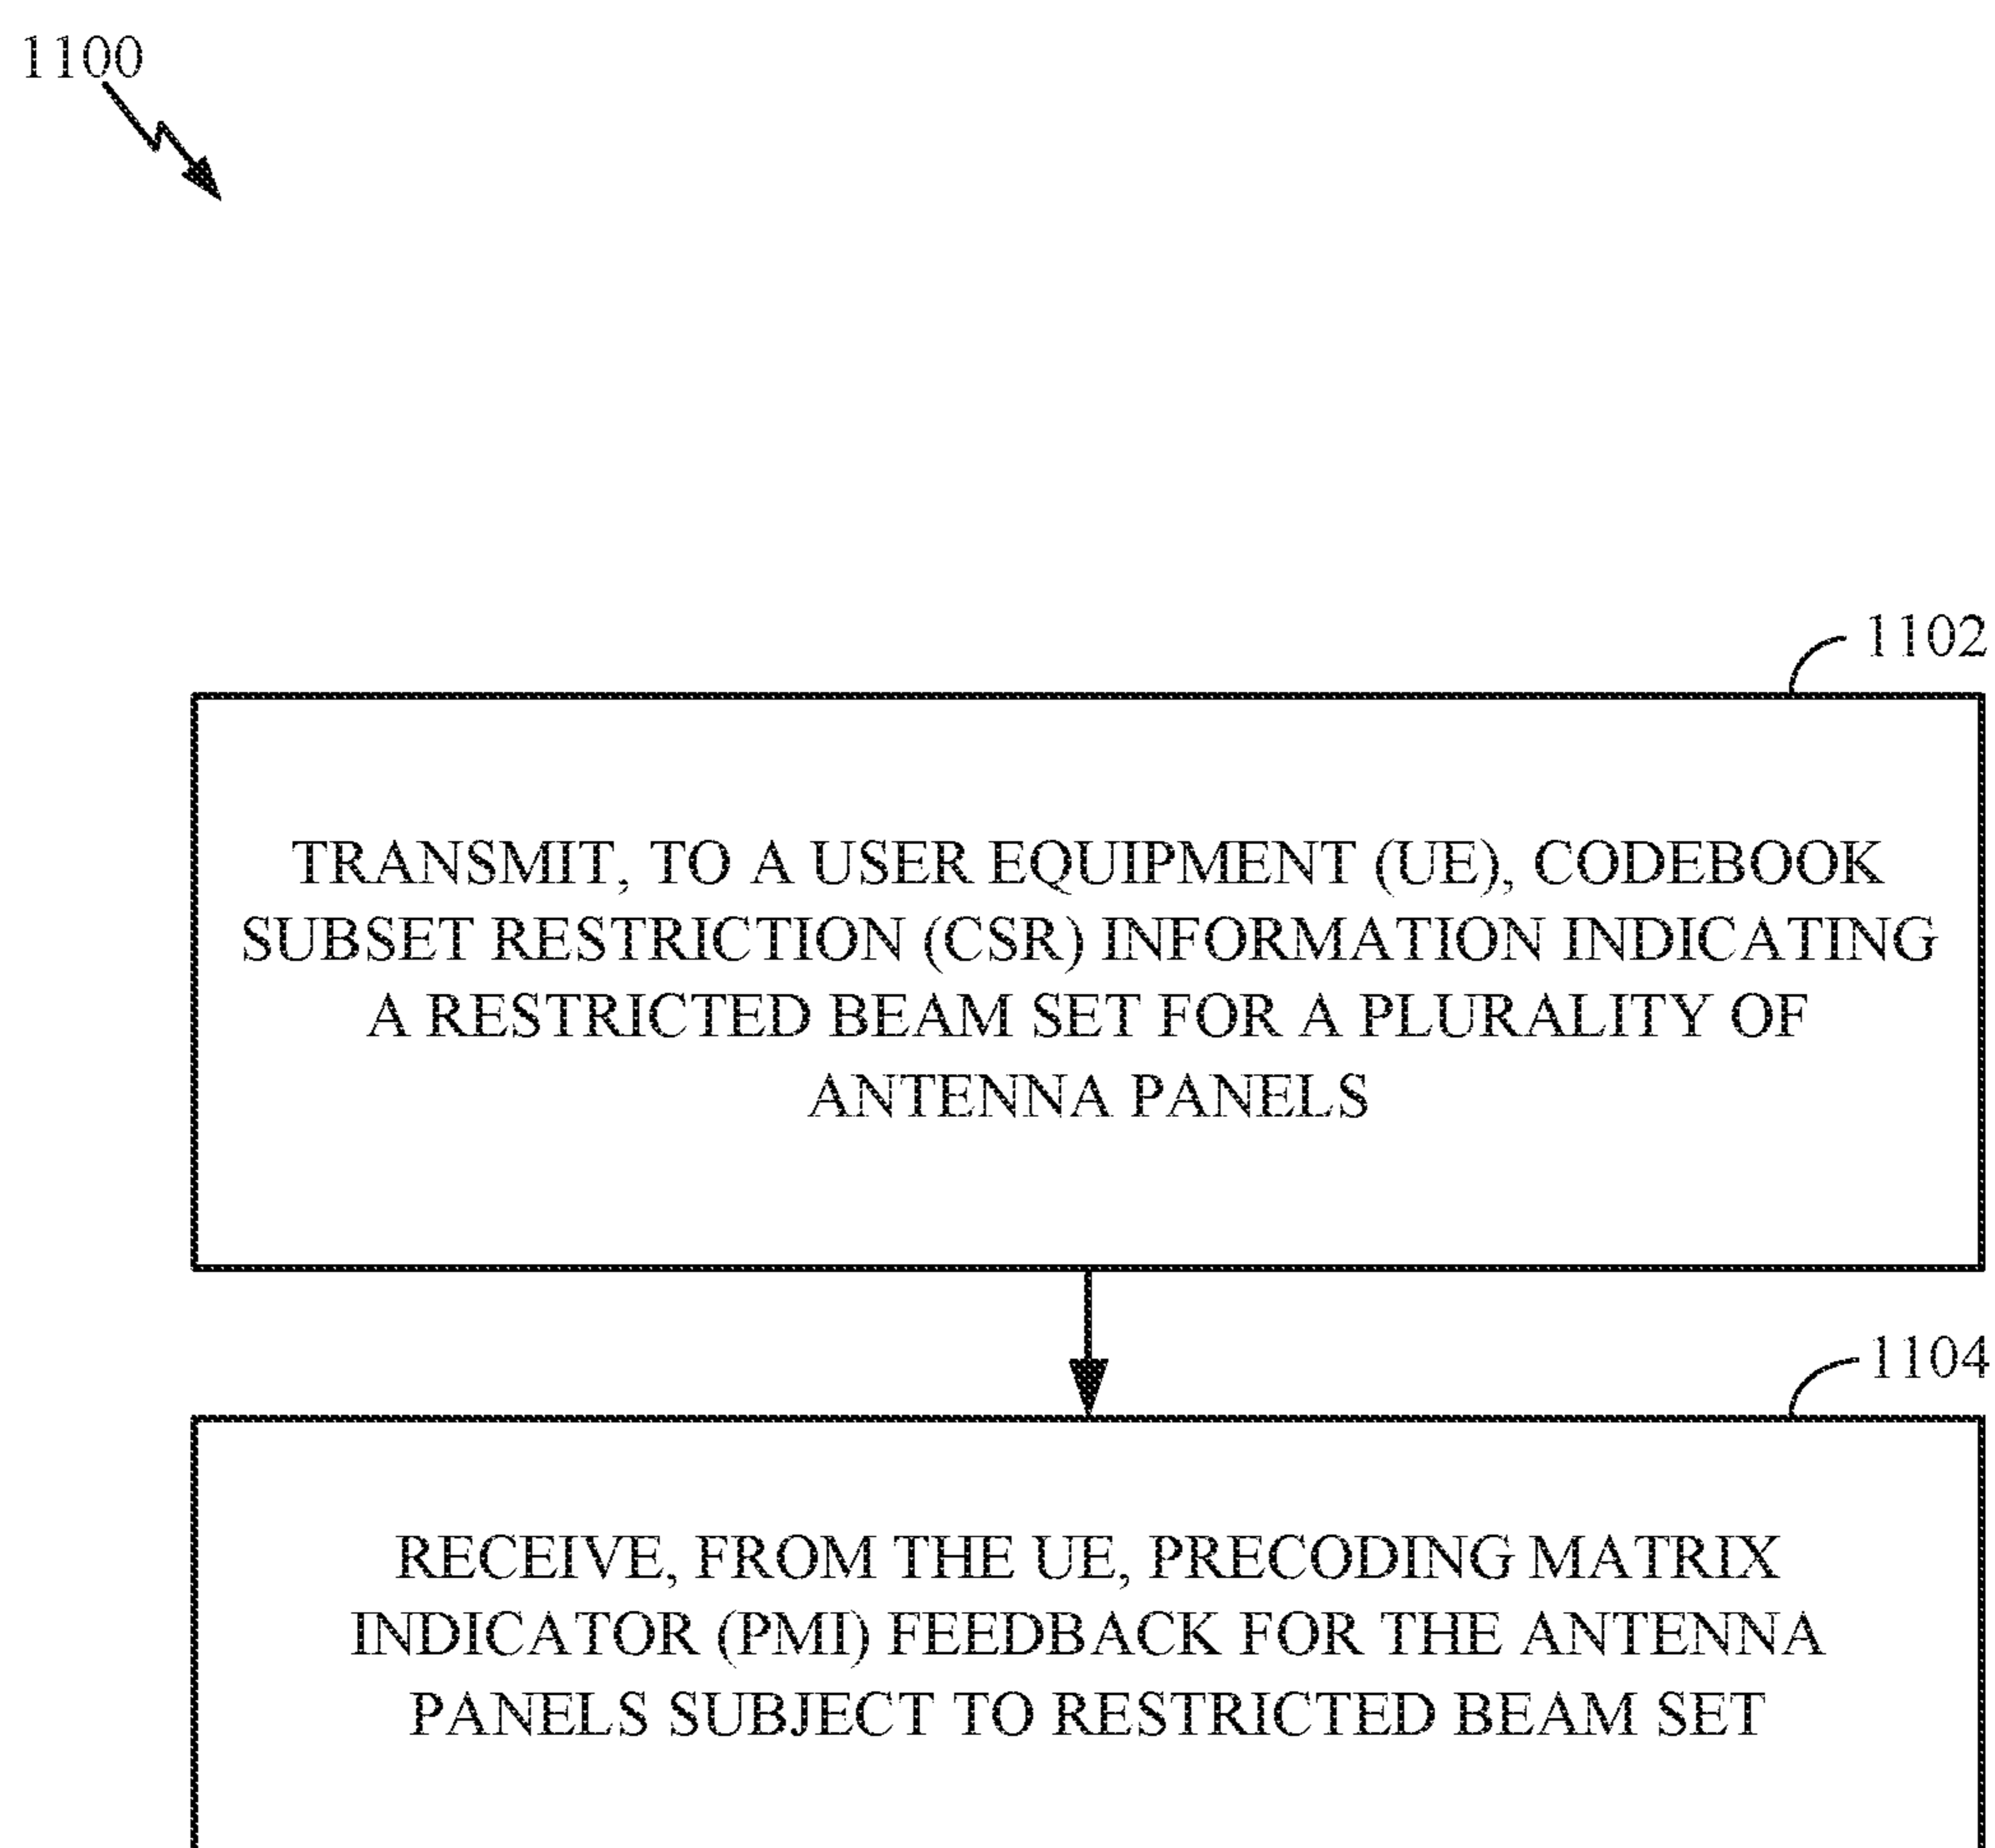 1100
1102
TRANSMIT, TO A USER EQUIPMENT (UE), CODEBOOK
SUBSET RESTRICTION (CSR) INFORMATION INDICATING
A RESTRICTED BEAM SET FOR A PLURALITY OF
ANTENNA PANELS
1104
RECEIVE, FROM THE UE, PRECODING MATRIX
INDICATOR (PMI) FEEDBACK FOR THE ANTENNA
PANELS SUBJECT TO RESTRICTED BEAM SET